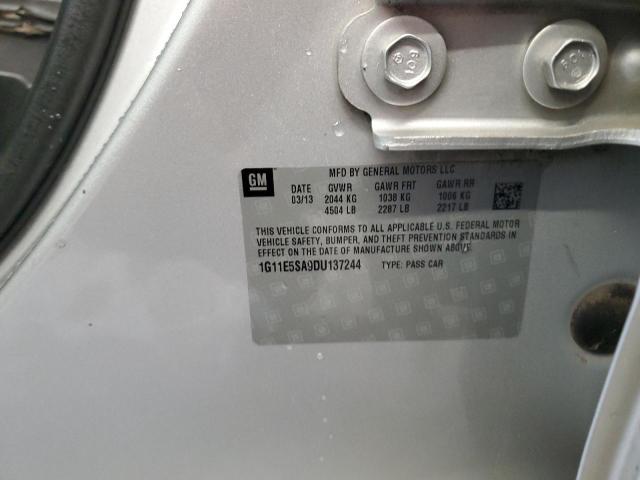 GM
MFD BY GENERAL MOTORS LLC
DATE GVWR GAWR FRT GAWR RR
03/13 2044 KG 1038 KG 1006 KG
4504 LB 2287 LB 2217 LB
THIS VEHICLE CONFORMS TO ALL APPLICABLE U.S. FEDERAL MOTOR
VEHICLE SAFETY, BUMPER, AND THEFT PREVENTION STANDARDS IN
EFFECT ON THE DATE OF MANUFACTURE SHOWN ABOVE.
1G11E5SA9DU137244 TYPE: PASS CAR